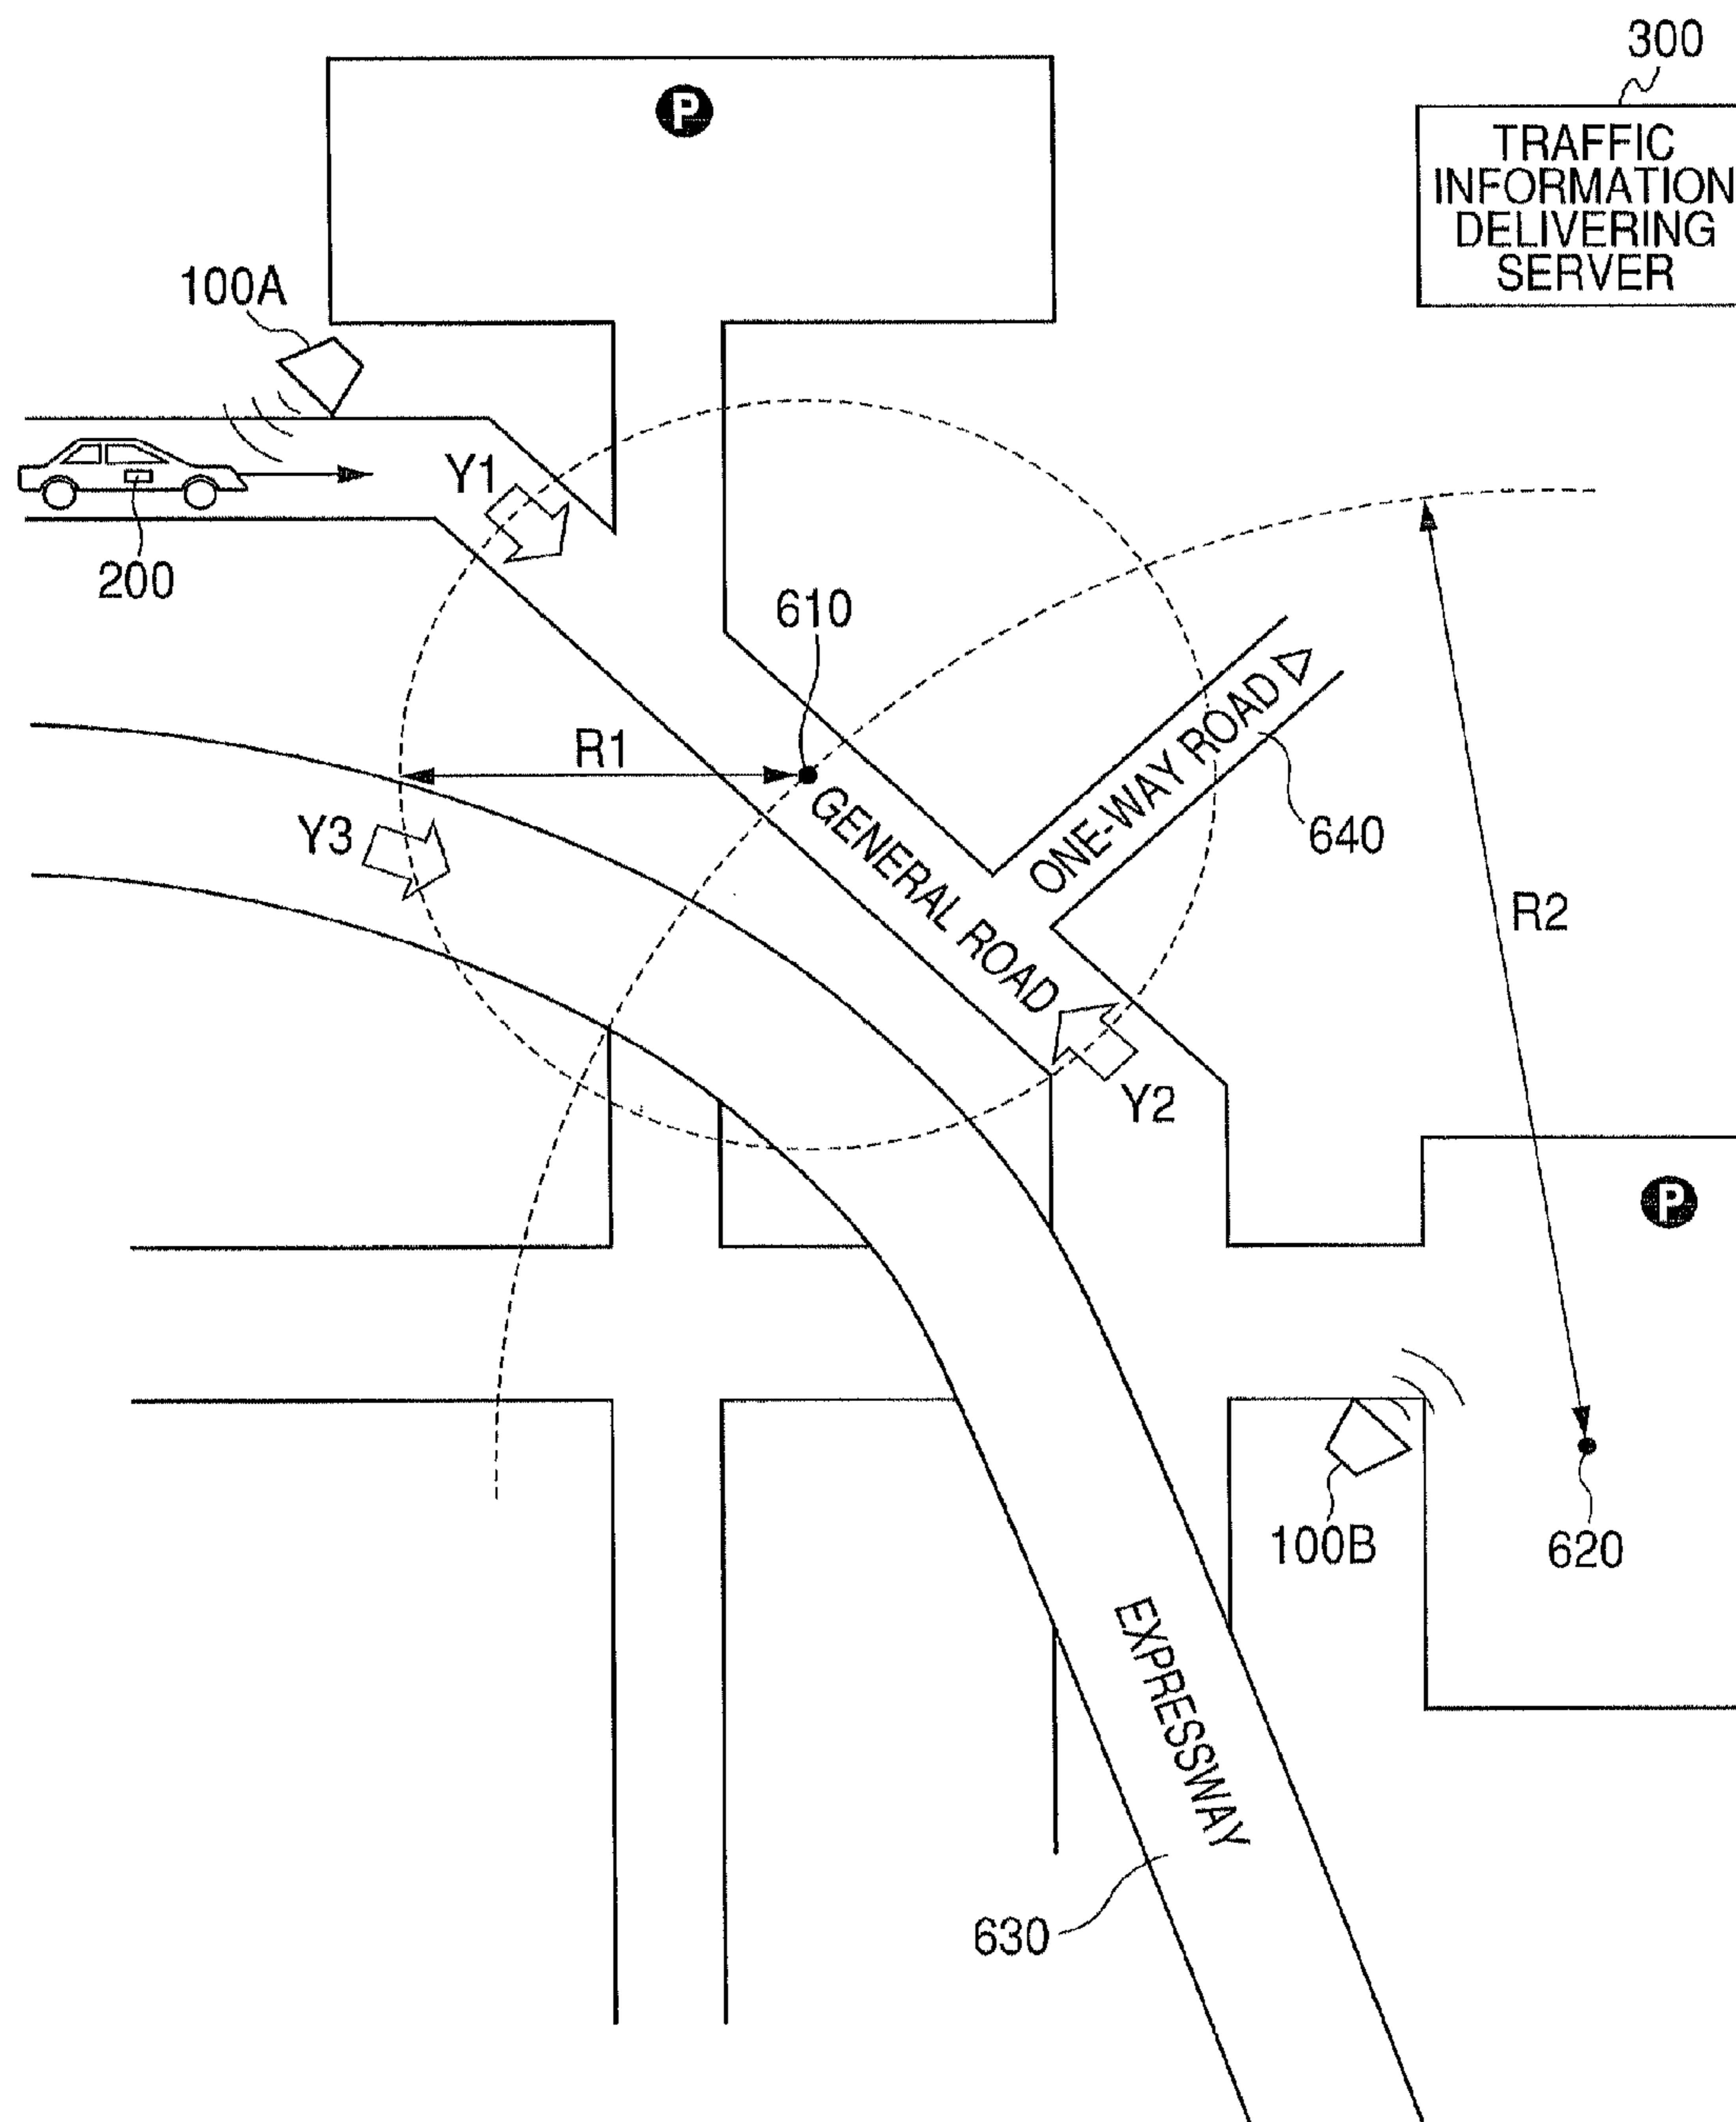 300
P
TRAFFIC
INFORMATION
DELIVERING
SERVER
100A
Y1
200
610
R1
ONE-WAY ROAD
Y3
640
GENERAL ROAD
R2
Y2
P
100B
620
EXPRESSWAY
630